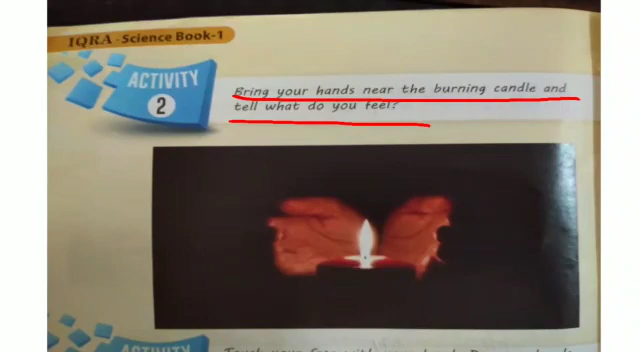 IQRA - Science Book-1
ACTIVITY
2
Bring your hands near the burning candle and
tell what do you feel?
ACTIVITY